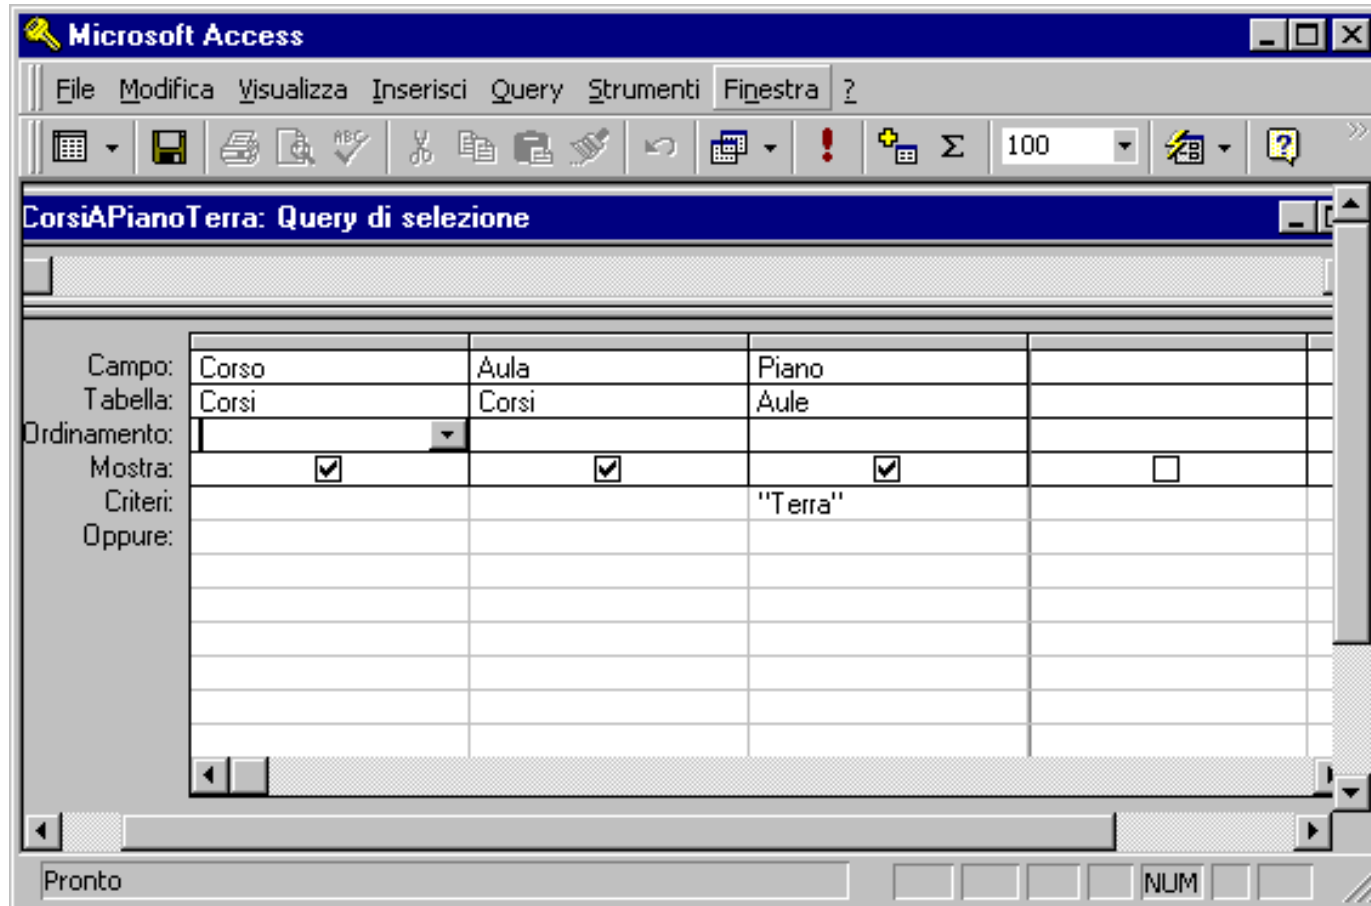 Microsoft Access
File Modifica Visualizza Inserisci Query Strumenti Finestra ?
ABC 100
CorsiAPianoTerra: Query di selezione
Campo: Corso Aula Piano
Tabella: Corsi Corsi Aule
Ordinamento:
Mostra:
Criteri: "Terra"
Oppure:
Pronto NUM